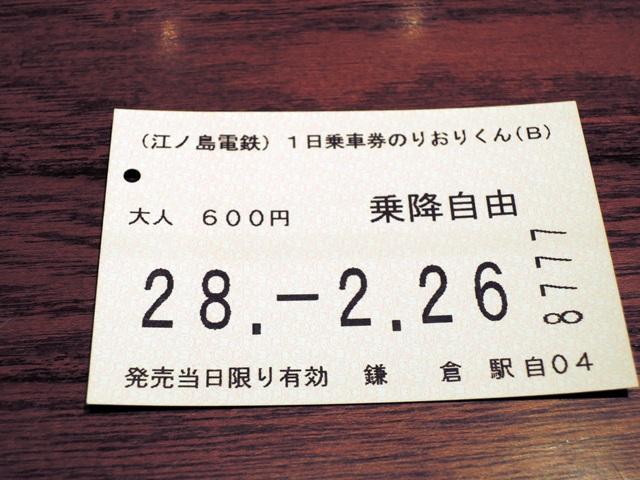 （江ノ島電鉄）１日乗車券のりおりくん（B）
大人　６００円　乗降自由
28.-2.26
8777
発売当日限り有効　鎌　倉　駅自０４